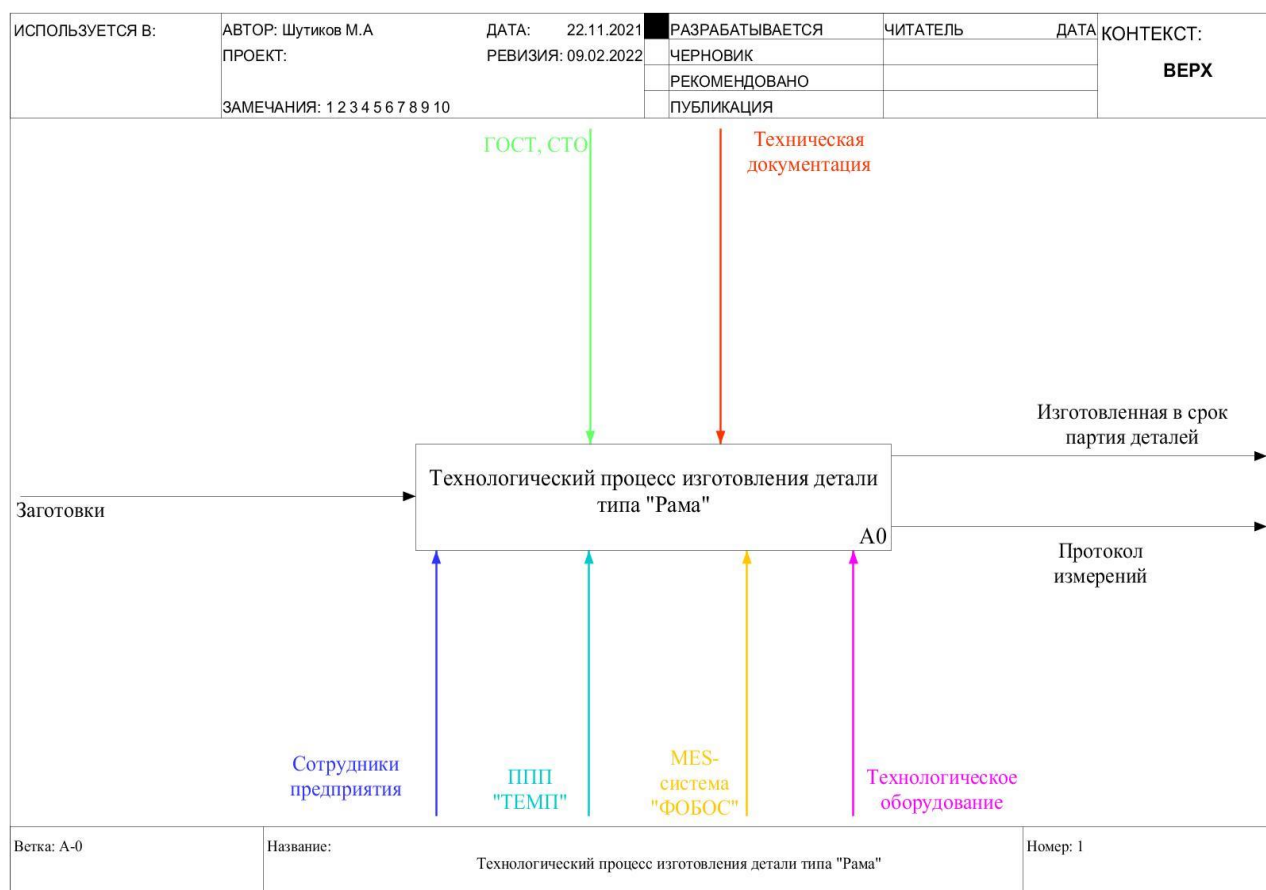 ИСПОЛЬЗУЕТСЯ В:
АВТОР: Шутиков М.А
ДАТА: 22.11.2021
РАЗРАБАТЫВАЕТСЯ
ЧИТАТЕЛЬ
ДАТА
КОНТЕКСТ:
ПРОЕКТ:
РЕВИЗИЯ: 09.02.2022
ЧЕРНОВИК
ВЕРХ
РЕКОМЕНДОВАНО
ЗАМЕЧАНИЯ: 1 2 3 4 5 6 7 8 9 10
ПУБЛИКАЦИЯ
ГОСТ, СТО
Техническая
документация
Изготовленная в срок
партия деталей
Технологический процесс изготовления детали
типа "Рама"
A0
Заготовки
Протокол
измерений
Сотрудники
предприятия
ППП
"ТЕМП"
MES-
система
"ФОБОС"
Технологическое
оборудование
Ветка: A-0
Название:
Технологический процесс изготовления детали типа "Рама"
Номер: 1